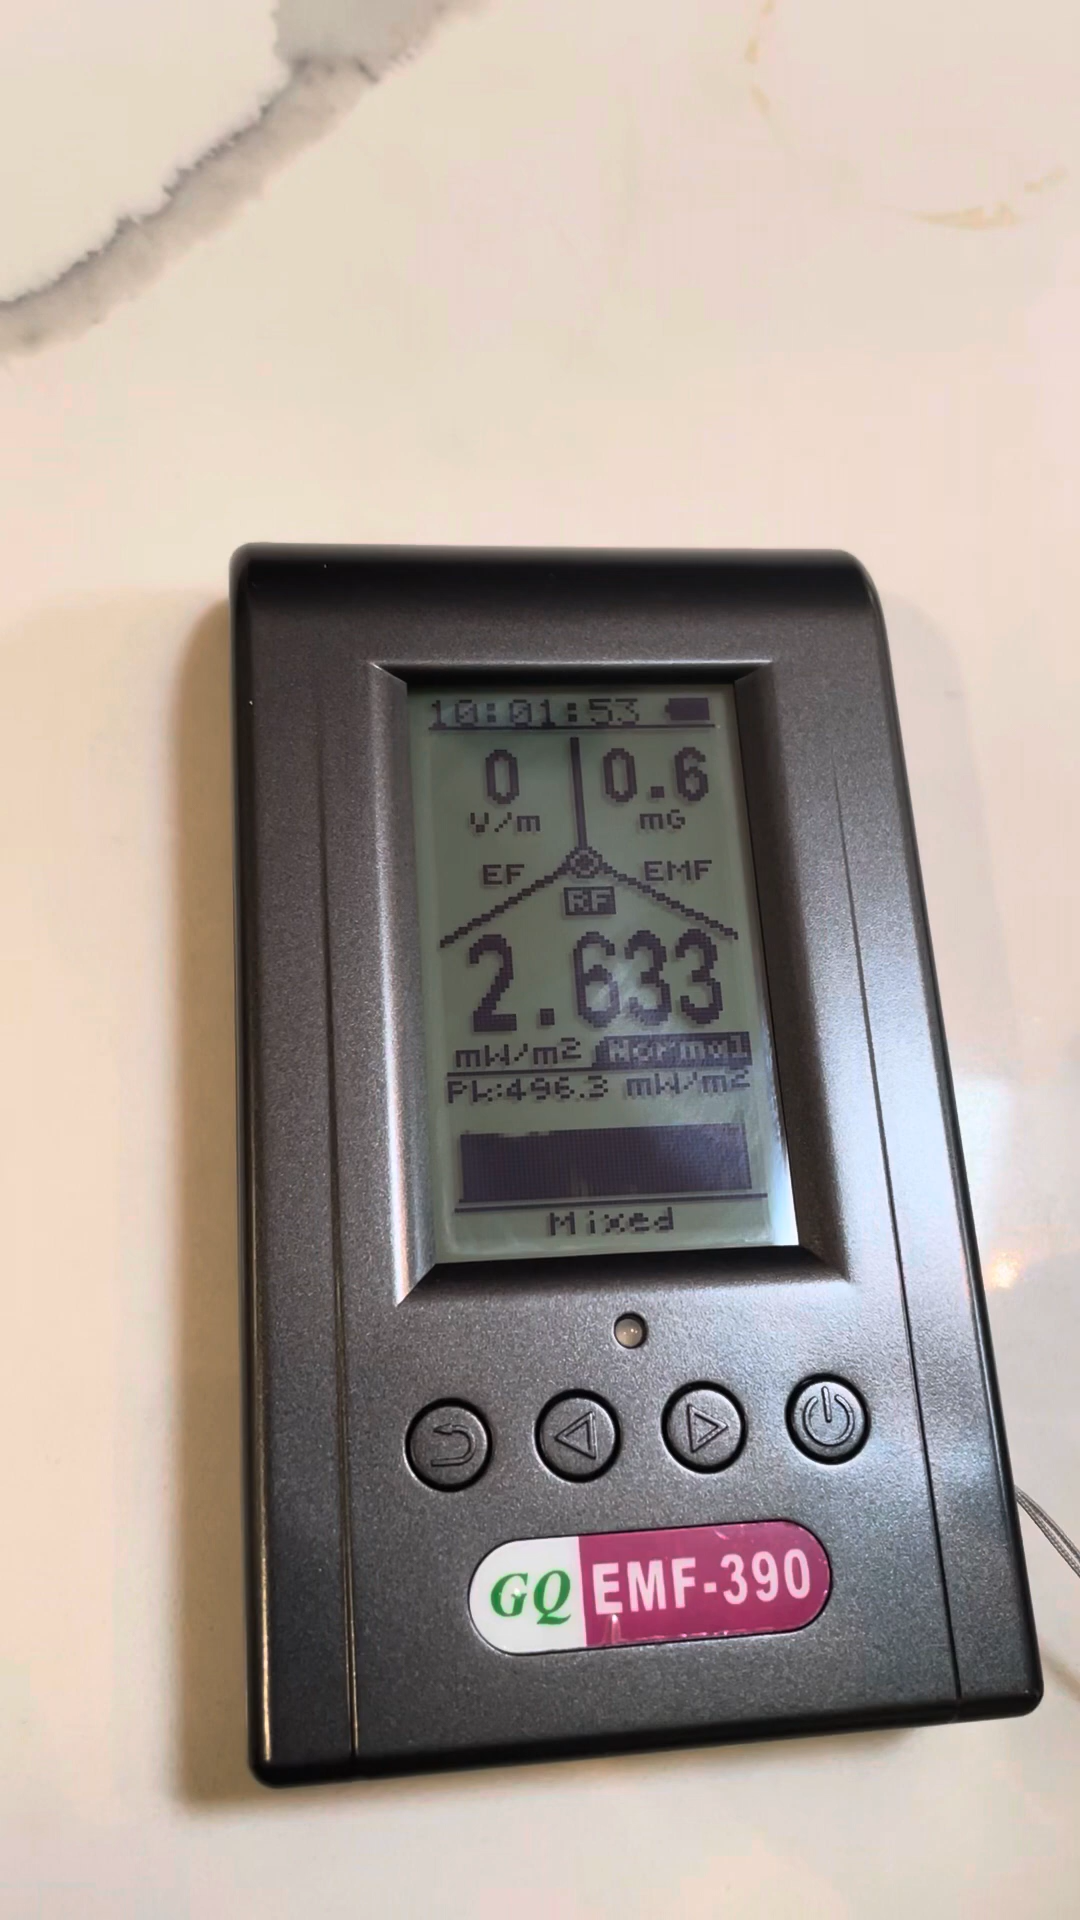 10:01:53
0 0.6
V/m mG
EF EMF
RF
2.633
mW/m2 Normal
Pk:496.3 mW/m2
Mixed
GQ EMF-390